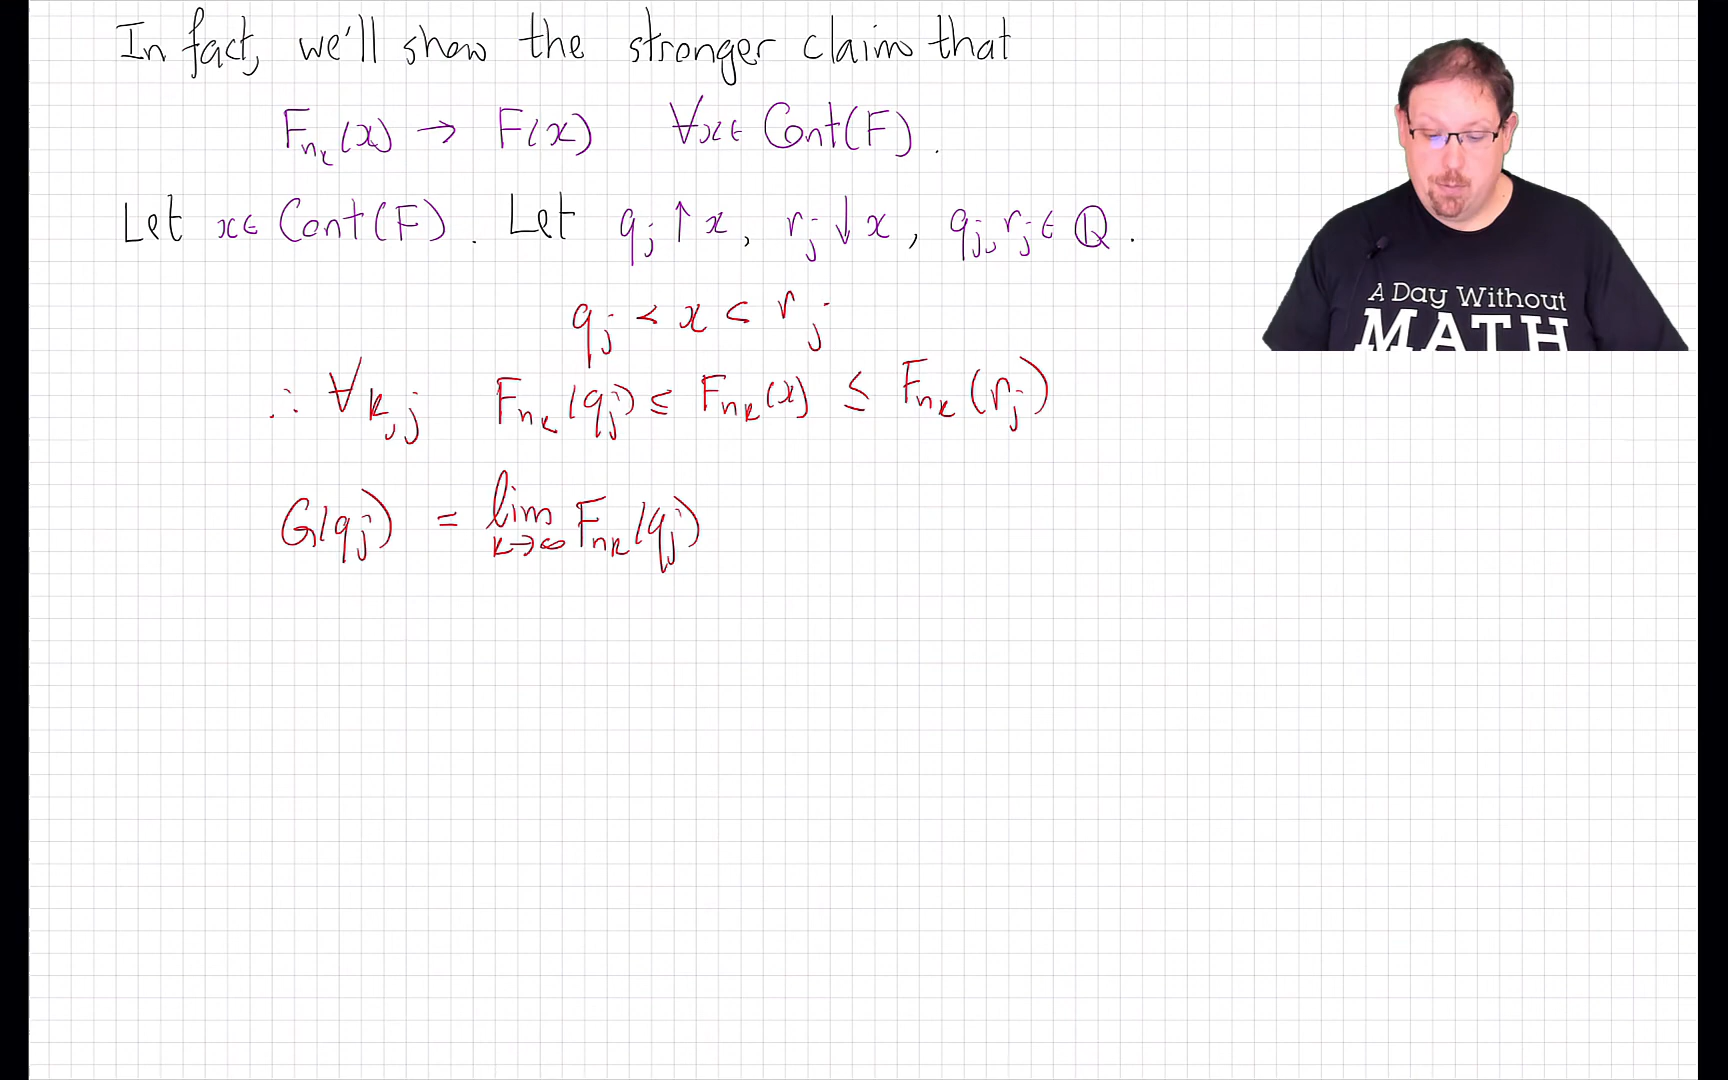 In fact, we'll show the stronger claim that
F_{n_k}(x) → F(x) ∀x∈ Cont(F).
Let x∈ Cont(F). Let q_j ↑ x, r_j ↓ x, q_j, r_j ∈ ℚ.
q_j < x < r_j
∴ ∀k,j F_{n_k}(q_j) ≤ F_{n_k}(x) ≤ F_{n_k}(r_j)
G(q_j) = lim_{k→∞} F_{n_k}(q_j)
A Day Without
MATH